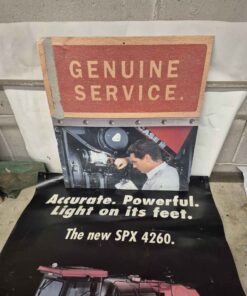 GENUINE
SERVICE.
Accurate. Powerful.
Light on its feet.
The new SPX 4260.